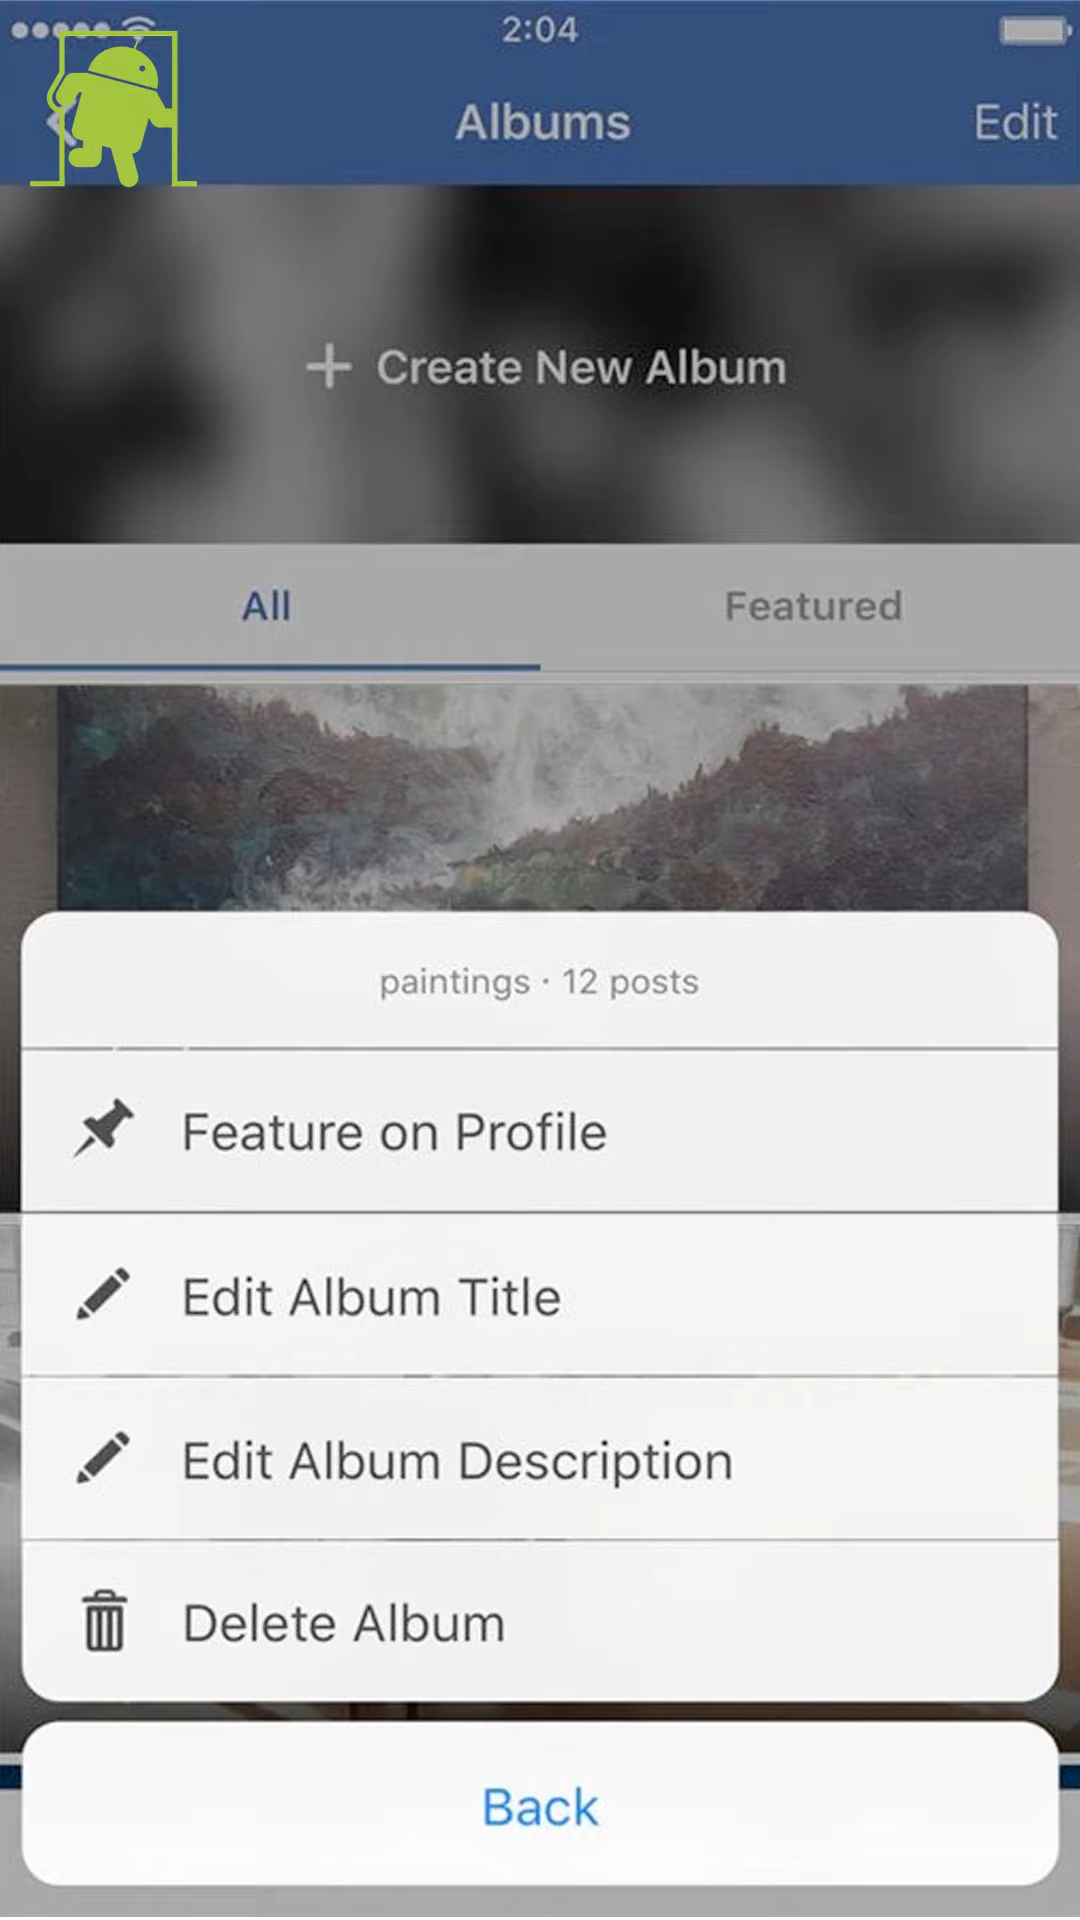 2:04
Albums
Edit
Create New Album
All
Featured
paintings · 12 posts
Feature on Profile
Edit Album Title
Edit Album Description
Delete Album
Back